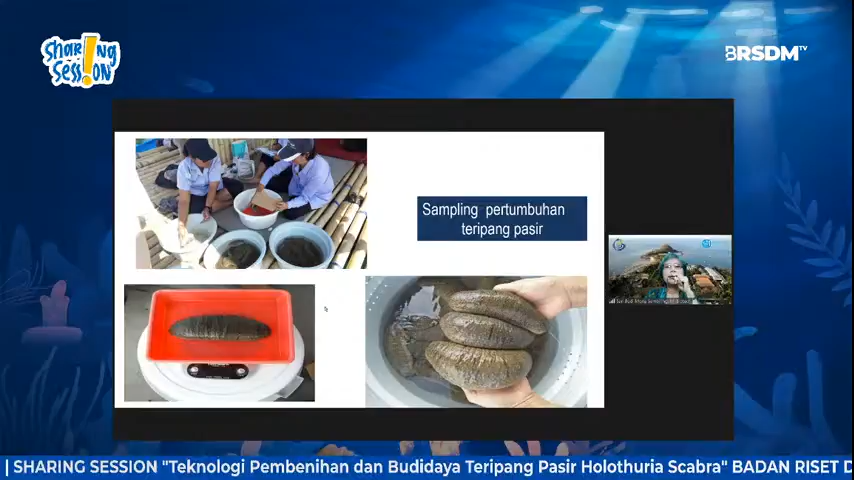 Sharing
Session
BRSDM TV
Sampling pertumbuhan
teripang pasir
| SHARING SESSION "Teknologi Pembenihan dan Budidaya Teripang Pasir Holothuria Scabra" BADAN RISET D